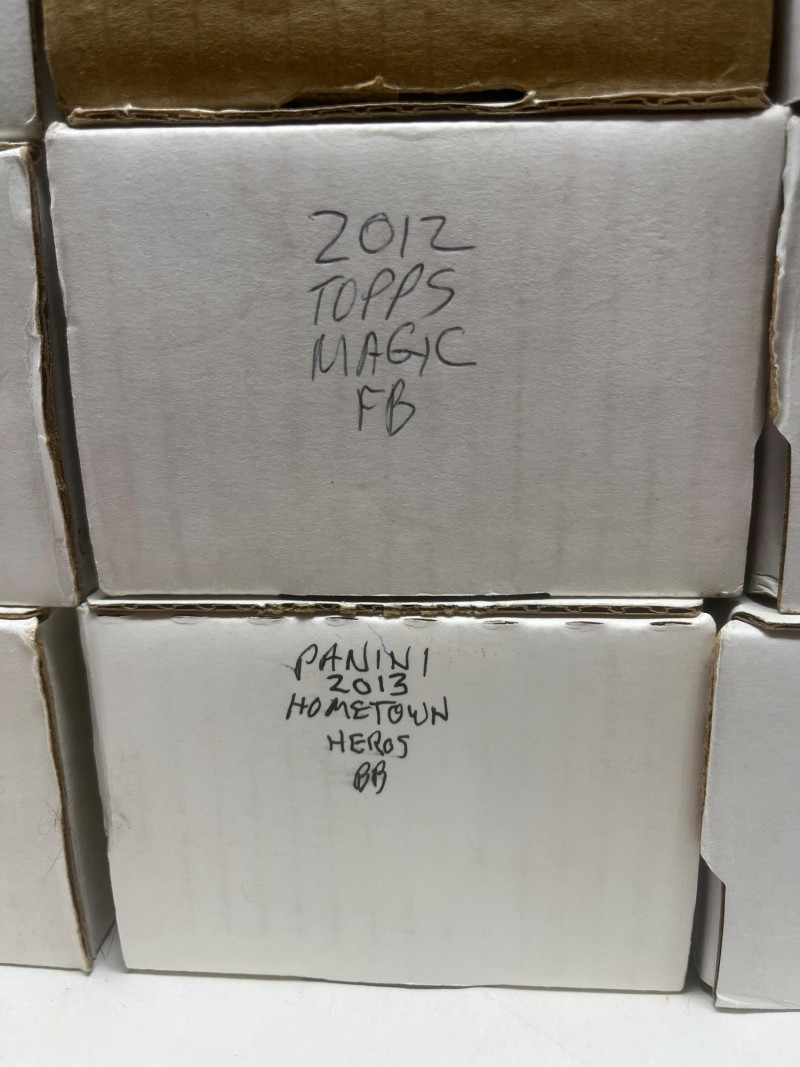 2012
TOPPS
MAGIC
FB
PANINI
2013
HOMETOWN
HEROS
BB